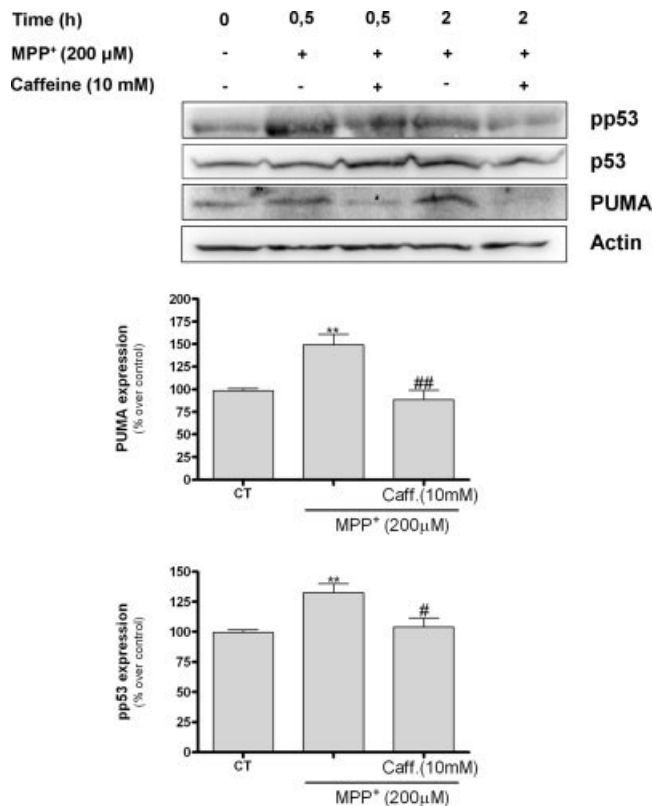 Time (h) 0 0,5 0,5 2 2
MPP⁺ (200 µM) - + + + +
Caffeine (10 mM) - - + - +
pp53
p53
PUMA
Actin
PUMA expression
(% over control)
200
175
150
125
100
75
50
25
0
**
##
CT Caff.(10mM)
MPP⁺ (200µM)
pp53 expression
(% over control)
150
125
100
75
50
25
0
**
#
CT Caff.(10mM)
MPP⁺ (200µM)